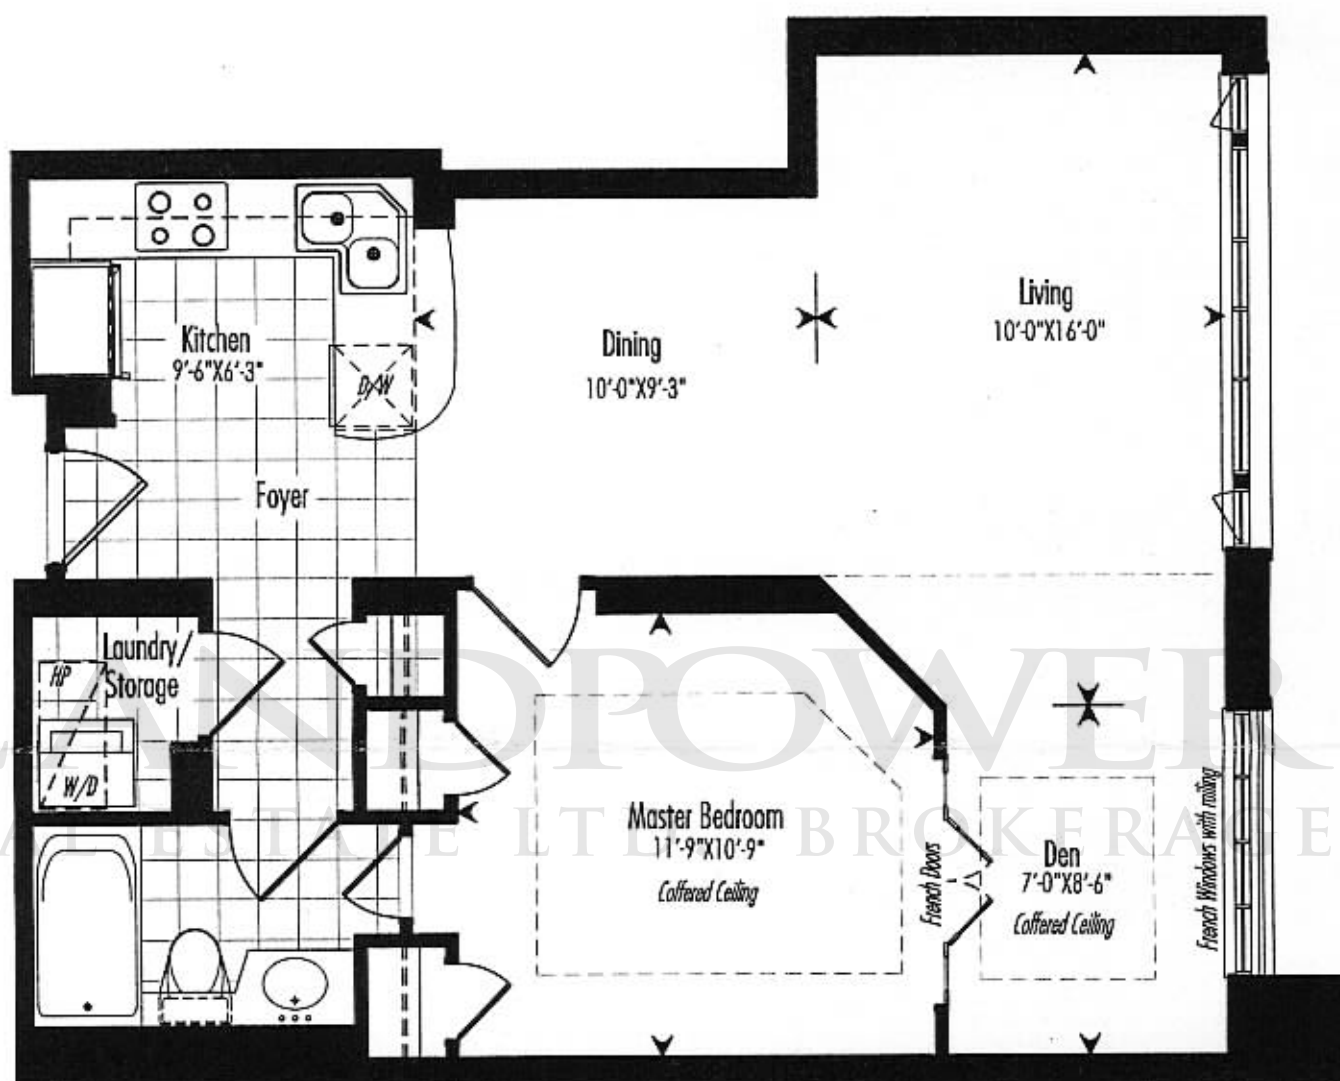 Living
10'-0"X16'-0"
Kitchen
9'-6"X6'-3"
Dining
10'-0"X9'-3"
D/W
Foyer
Laundry/
Storage
HP
W/D
Master Bedroom
11'-9"X10'-9"
Coffered Ceiling
French Doors
Den
7'-0"X8'-6"
Coffered Ceiling
French Windows with railing
LANDPOWER
REAL ESTATE LTD BROKERAGE